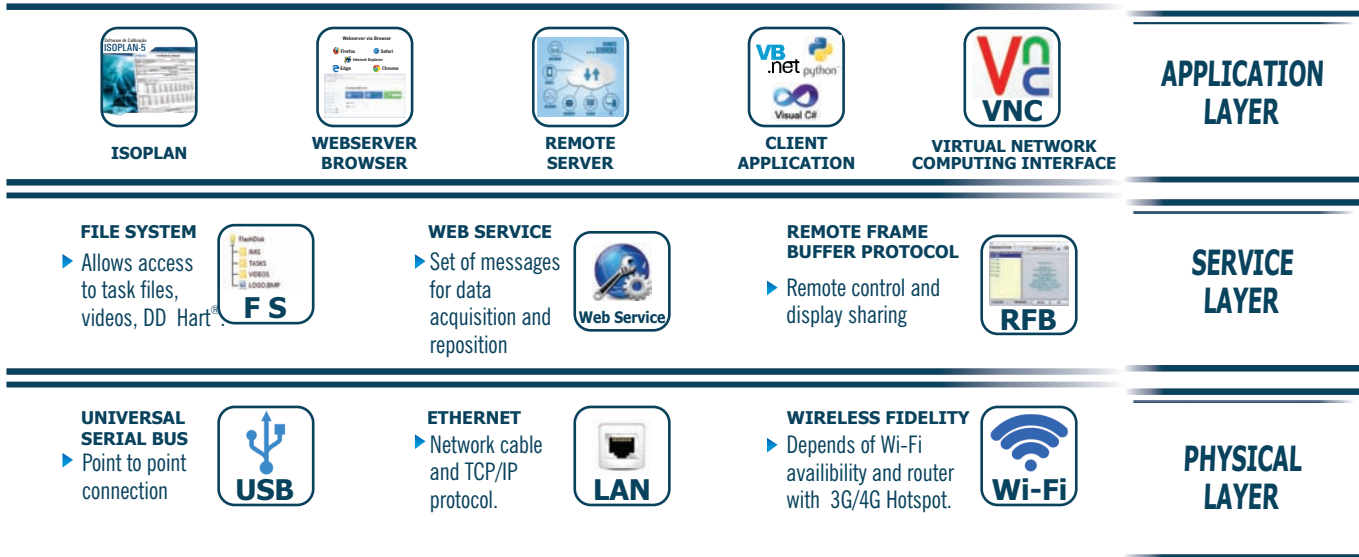 Software de Calibração
ISOPLAN-5
ISOPLAN
Webserver via Browser
Firefox Safari
Internet Explorer
Edge Chrome
WEBSERVER
BROWSER
REMOTE
SERVERS
REMOTE
SERVER
VB
.net python
Visual C#
CLIENT
APPLICATION
VNC
VNC
VIRTUAL NETWORK
COMPUTING INTERFACE
APPLICATION
LAYER
FILE SYSTEM
Allows access
to task files,
videos, DD Hart®.
FlashDisk
IMG
TASKS
VIDEOS
LOGO.BMP
F S
WEB SERVICE
Set of messages
for data
acquisition and
reposition
Web Service
REMOTE FRAME
BUFFER PROTOCOL
Remote control and
display sharing
RFB
SERVICE
LAYER
UNIVERSAL
SERIAL BUS
Point to point
connection
USB
ETHERNET
Network cable
and TCP/IP
protocol.
LAN
WIRELESS FIDELITY
Depends of Wi-Fi
availibility and router
with 3G/4G Hotspot.
Wi-Fi
PHYSICAL
LAYER